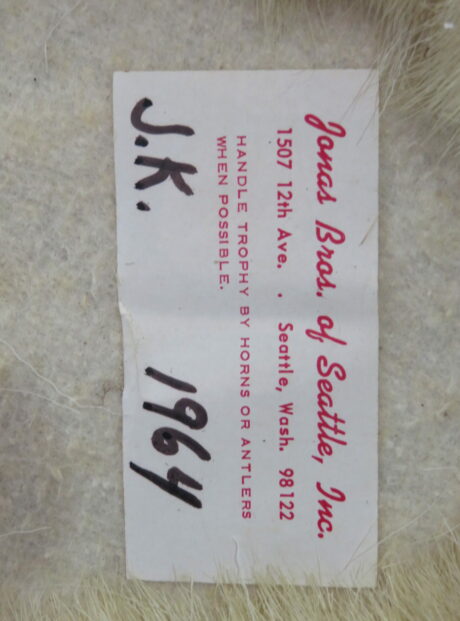 Jonas Bros. of Seattle, Inc.
1507 12th Ave. . Seattle, Wash. 98122
HANDLE TROPHY BY HORNS OR ANTLERS
WHEN POSSIBLE.
J.K. 1964